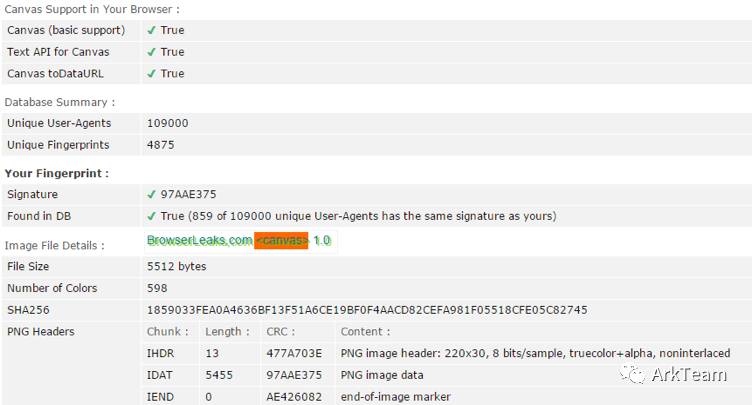 Canvas Support in Your Browser :
Canvas (basic support) ✔ True
Text API for Canvas ✔ True
Canvas toDataURL ✔ True
Database Summary :
Unique User-Agents 109000
Unique Fingerprints 4875
Your Fingerprint :
Signature ✔ 97AAE375
Found in DB ✔ True (859 of 109000 unique User-Agents has the same signature as yours)
Image File Details : BrowserLeaks.com <canvas> 1.0
File Size 5512 bytes
Number of Colors 598
SHA256 1859033FEA0A4636BF13F51A6CE19BF0F4AACD82CEFA981F05518CFE05C82745
PNG Headers Chunk : Length : CRC : Content :
IHDR 13 477A703E PNG image header: 220x30, 8 bits/sample, truecolor+alpha, noninterlaced
IDAT 5455 97AAE375 PNG image data
IEND 0 AE426082 end-of-image marker
ArkTeam